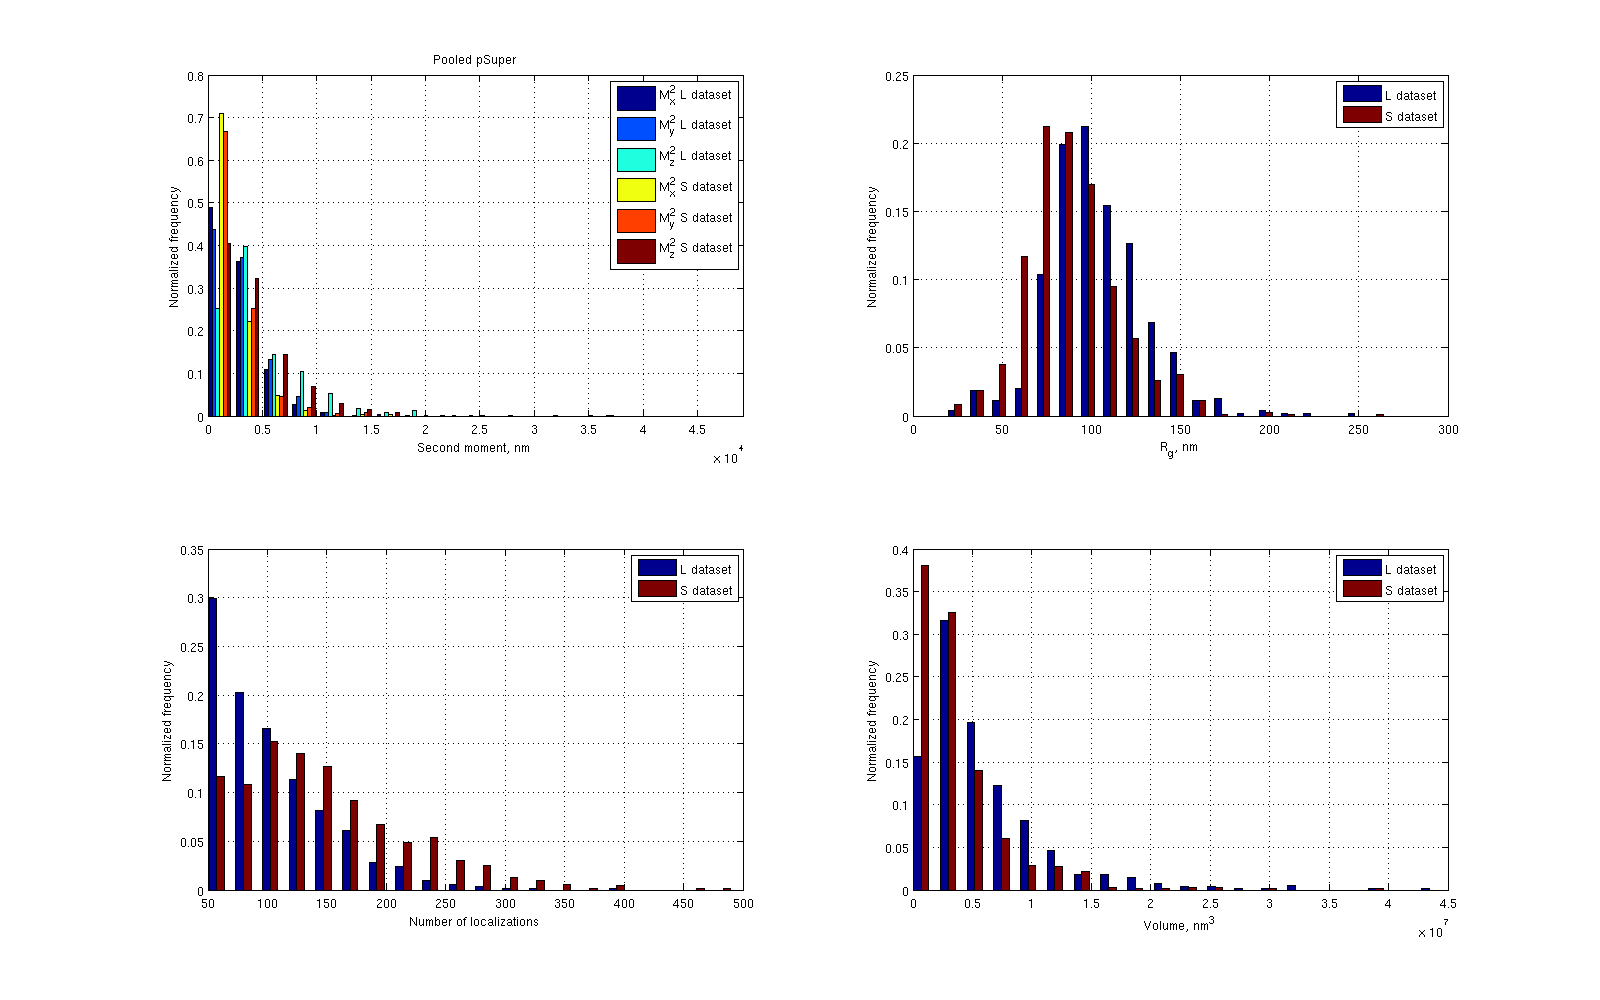 Pooled pSuper
Normalized frequency
0.8
0.7
0.6
0.5
0.4
0.3
0.2
0.1
0
0 0.5 1 1.5 2 2.5 3 3.5 4 4.5 5
× 10⁴
Second moment, nm
M²ₓ L dataset
M²y L dataset
M²z L dataset
M²ₓ S dataset
M²y S dataset
M²z S dataset
Normalized frequency
0.25
0.2
0.15
0.1
0.05
0
0 50 100 150 200 250 300
Rg, nm
L dataset
S dataset
Normalized frequency
0.35
0.3
0.25
0.2
0.15
0.1
0.05
0
50 100 150 200 250 300 350 400 450 500
Number of localizations
L dataset
S dataset
Normalized frequency
0.4
0.35
0.3
0.25
0.2
0.15
0.1
0.05
0
0 0.5 1 1.5 2 2.5 3 3.5 4 4.5
× 10⁷
Volume, nm³
L dataset
S dataset